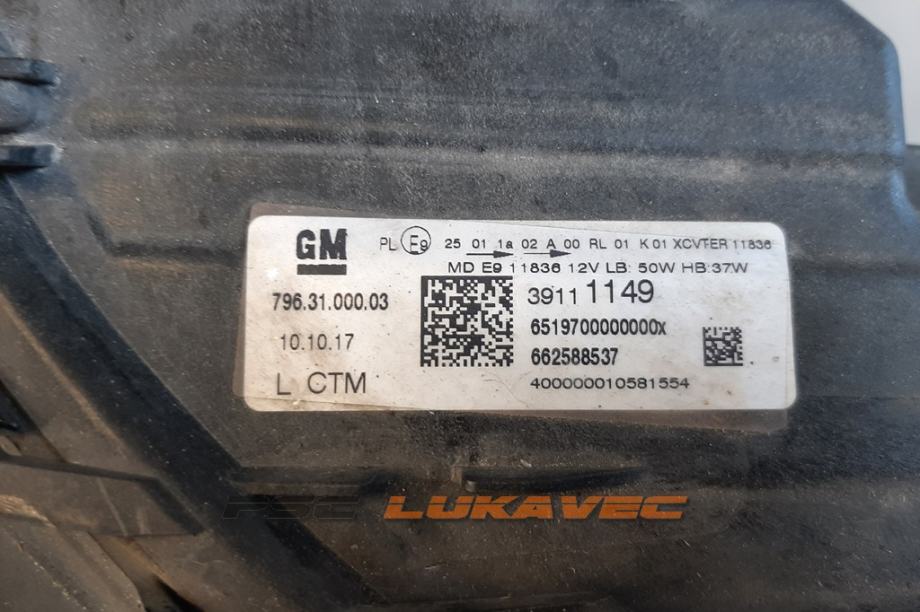 GM
PL E9 25 01 1a 02 A 00 RL 01 K 01 XCVTER 11836
MD E9 11836 12V LB: 50W HB:37W
796.31.000.03
39111149
10.10.17
6519700000000x
662588537
L CTM
400000010581554
PSC LUKAVEC